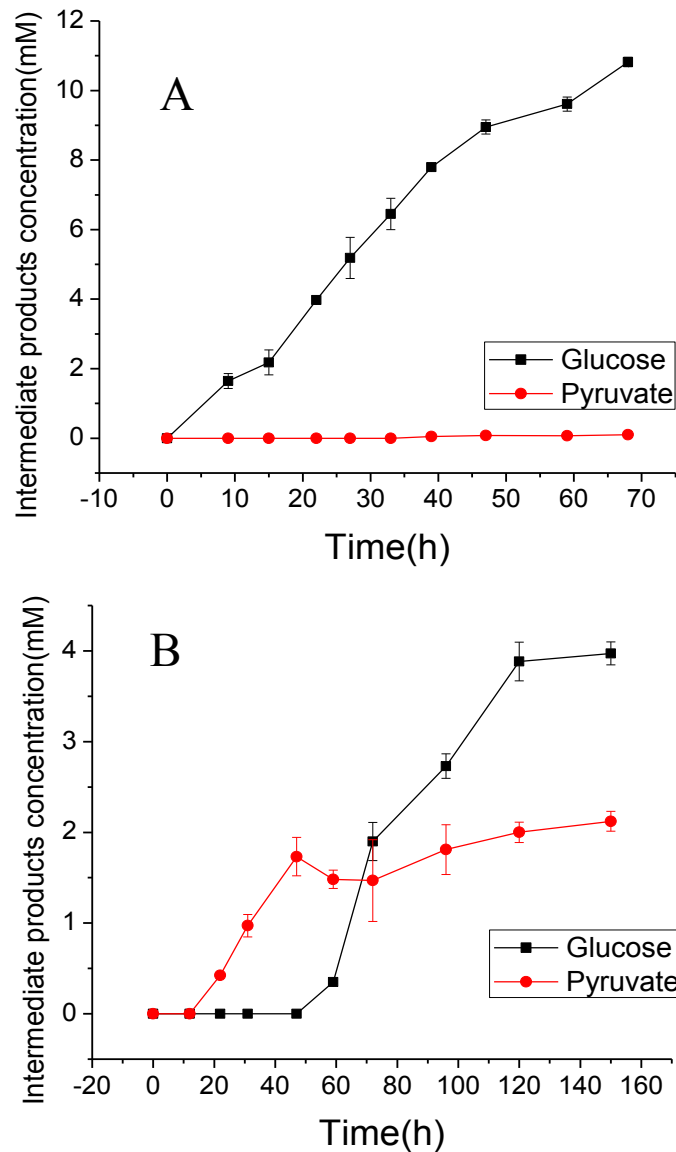 Intermediate products concentration(mM)
12
10
8
6
4
2
0
A
Glucose
Pyruvate
-10 0 10 20 30 40 50 60 70
Time(h)
Intermediate products concentration(mM)
4
3
2
1
0
B
Glucose
Pyruvate
-20 0 20 40 60 80 100 120 140 160
Time(h)